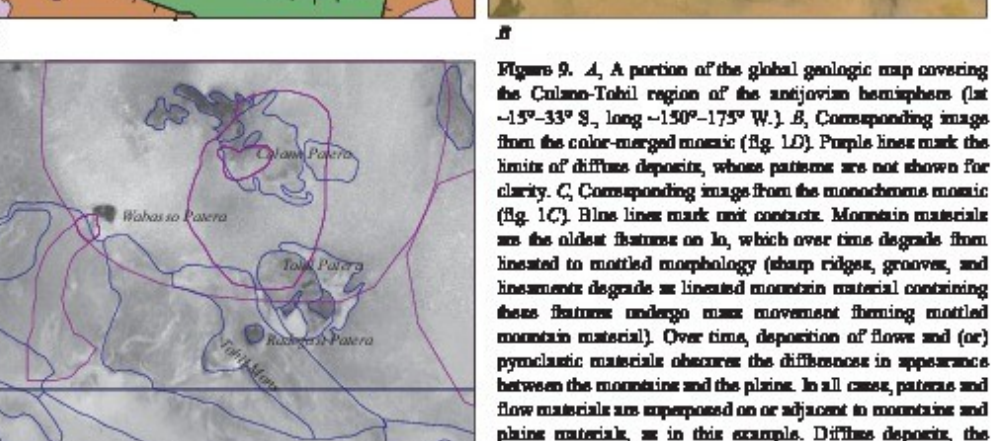 B
Figure 9. A, A portion of the global geologic map covering
the Culann-Tohil region of the antijovian hemisphere (lat
~15°–33° S., long ~150°–175° W.). B, Corresponding image
from the color-merged mosaic (fig. 1D). Purple lines mark the
limits of diffuse deposits, whose patterns are not shown for
clarity. C, Corresponding image from the monochrome mosaic
(fig. 1C). Blue lines mark unit contacts. Mountain materials
are the oldest features on Io, which over time degrade from
lineated to mottled morphology (sharp ridges, grooves, and
lineaments degrade as lineated mountain material containing
these features undergo mass movement forming mottled
mountain material). Over time, deposition of flows and (or)
pyroclastic materials obscures the differences in appearance
between the mountains and the plains. In all cases, paterae and
flow materials are superposed on or adjacent to mountains and
plains materials, as in this example. Diffuse deposits, the
Culann Patera
Wabasso Patera
Tohil Patera
Radegast Patera
Tohil Mons